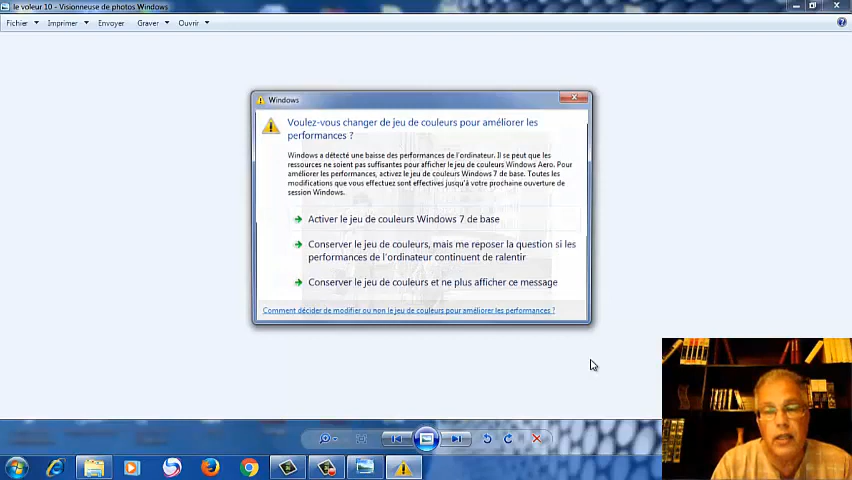 le voleur 10 - Visionneuse de photos Windows
Fichier Imprimer Envoyer Graver Ouvrir
Windows
Voulez-vous changer de jeu de couleurs pour améliorer les
performances ?
Windows a détecté une baisse des performances de l'ordinateur. Il se peut que les
ressources ne soient pas suffisantes pour afficher le jeu de couleurs Windows Aero. Pour
améliorer les performances, activez le jeu de couleurs Windows 7 de base. Toutes les
modifications que vous effectuez sont effectives jusqu'à votre prochaine ouverture de
session Windows.
Activer le jeu de couleurs Windows 7 de base
Conserver le jeu de couleurs, mais me reposer la question si les
performances de l'ordinateur continuent de ralentir
Conserver le jeu de couleurs et ne plus afficher ce message
Comment décider de modifier ou non le jeu de couleurs pour améliorer les performances ?